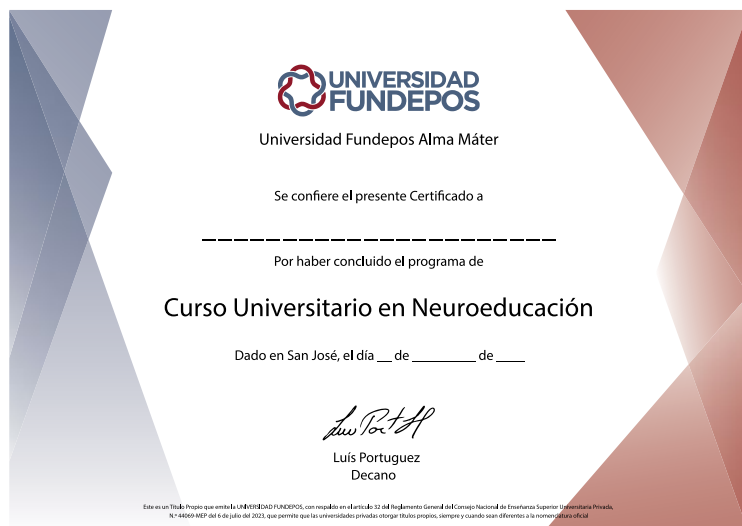 UNIVERSIDAD
FUNDEPOS
Universidad Fundepos Alma Máter
Se confiere el presente Certificado a
_ _ _ _ _ _ _ _ _ _ _ _ _ _ _ _ _ _ _ _ _ _
Por haber concluido el programa de
Curso Universitario en Neuroeducación
Dado en San José, el día __ de ________ de ____
Luís Portuguez
Decano
Este es un Título Propio que emite la UNIVERSIDAD FUNDEPOS, con respaldo en el artículo 32 del Reglamento General del Consejo Nacional de Enseñanza Superior Universitaria Privada,
N.º 44069-MEP del 6 de julio del 2023, que permite que las universidades privadas otorgar títulos propios, siempre y cuando sean diferentes a la nomenclatura oficial